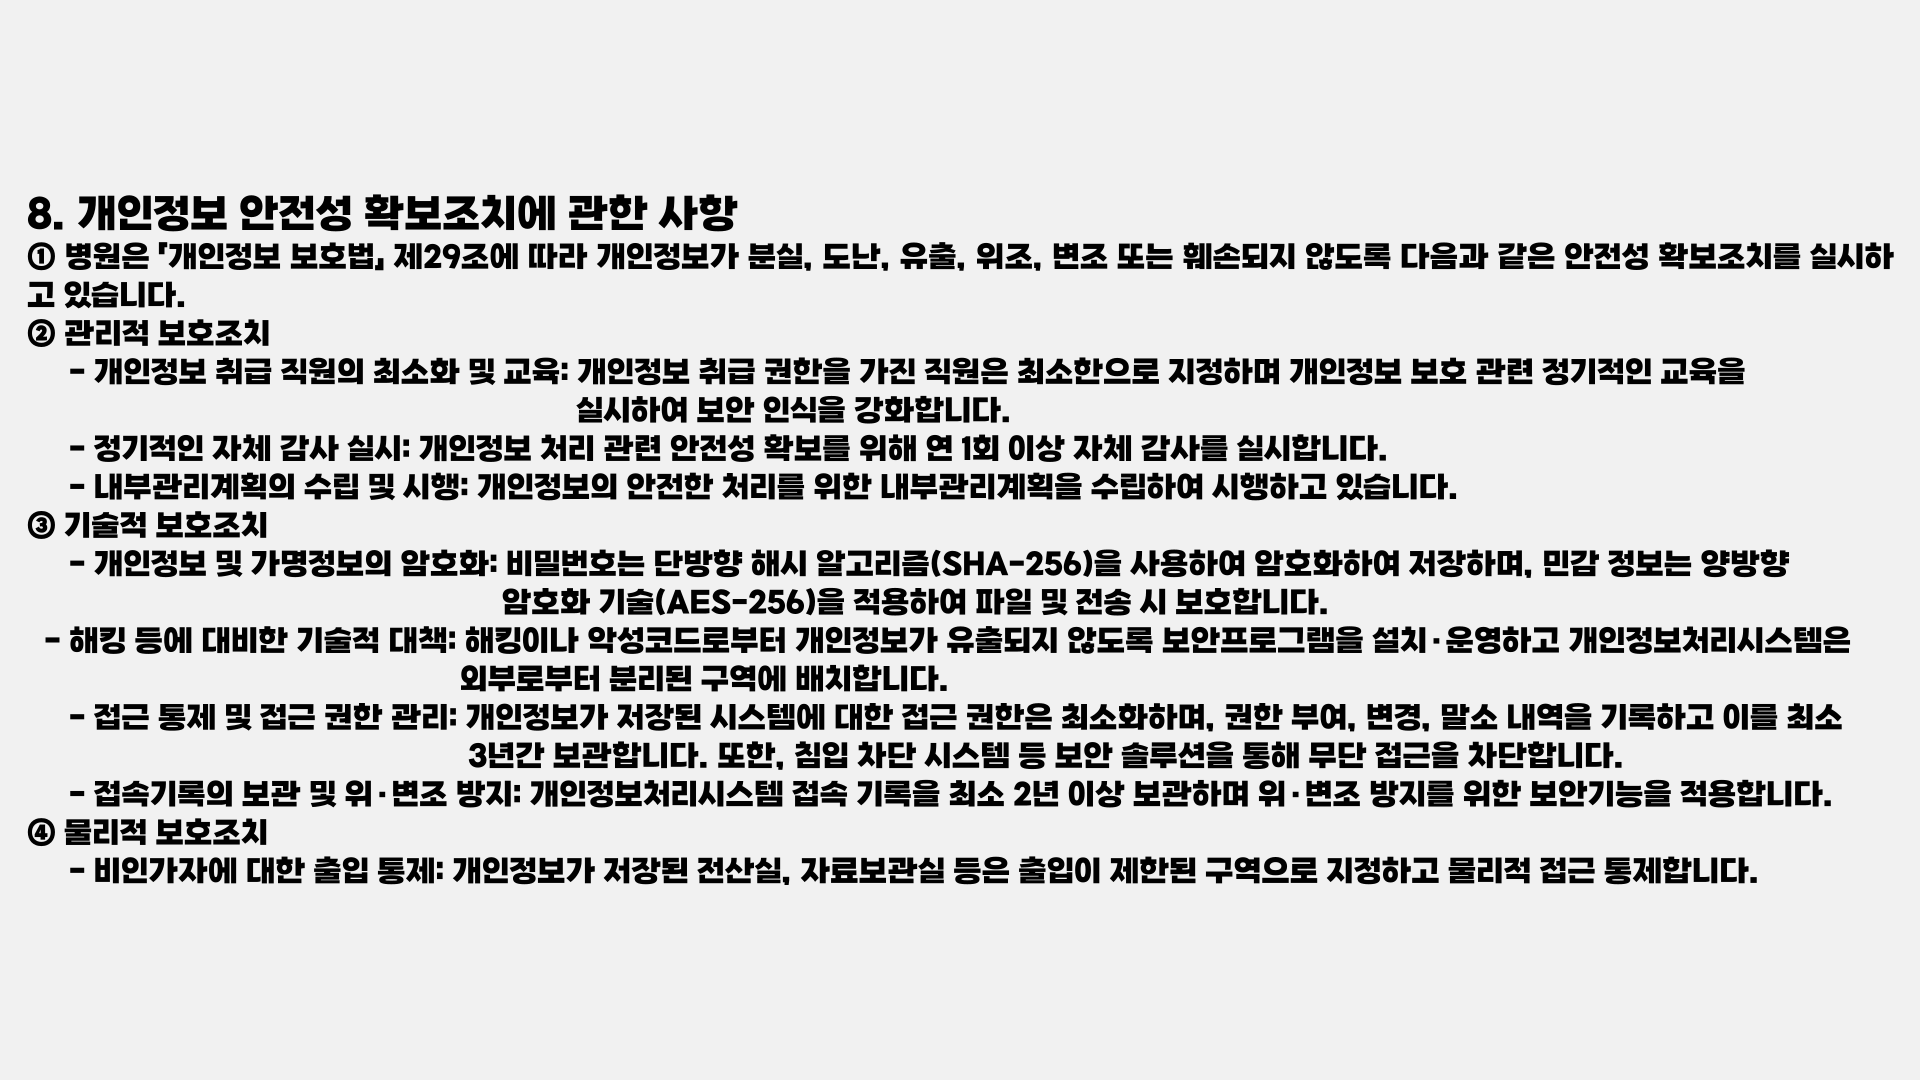 8. 개인정보 안전성 확보조치에 관한 사항
① 병원은 「개인정보 보호법」 제29조에 따라 개인정보가 분실, 도난, 유출, 위조, 변조 또는 훼손되지 않도록 다음과 같은 안전성 확보조치를 실시하
고 있습니다.
② 관리적 보호조치
- 개인정보 취급 직원의 최소화 및 교육: 개인정보 취급 권한을 가진 직원은 최소한으로 지정하며 개인정보 보호 관련 정기적인 교육을
실시하여 보안 인식을 강화합니다.
- 정기적인 자체 감사 실시: 개인정보 처리 관련 안전성 확보를 위해 연 1회 이상 자체 감사를 실시합니다.
- 내부관리계획의 수립 및 시행: 개인정보의 안전한 처리를 위한 내부관리계획을 수립하여 시행하고 있습니다.
③ 기술적 보호조치
- 개인정보 및 가명정보의 암호화: 비밀번호는 단방향 해시 알고리즘(SHA-256)을 사용하여 암호화하여 저장하며, 민감 정보는 양방향
암호화 기술(AES-256)을 적용하여 파일 및 전송 시 보호합니다.
- 해킹 등에 대비한 기술적 대책: 해킹이나 악성코드로부터 개인정보가 유출되지 않도록 보안프로그램을 설치·운영하고 개인정보처리시스템은
외부로부터 분리된 구역에 배치합니다.
- 접근 통제 및 접근 권한 관리: 개인정보가 저장된 시스템에 대한 접근 권한은 최소화하며, 권한 부여, 변경, 말소 내역을 기록하고 이를 최소
3년간 보관합니다. 또한, 침입 차단 시스템 등 보안 솔루션을 통해 무단 접근을 차단합니다.
- 접속기록의 보관 및 위·변조 방지: 개인정보처리시스템 접속 기록을 최소 2년 이상 보관하며 위·변조 방지를 위한 보안기능을 적용합니다.
④ 물리적 보호조치
- 비인가자에 대한 출입 통제: 개인정보가 저장된 전산실, 자료보관실 등은 출입이 제한된 구역으로 지정하고 물리적 접근 통제합니다.